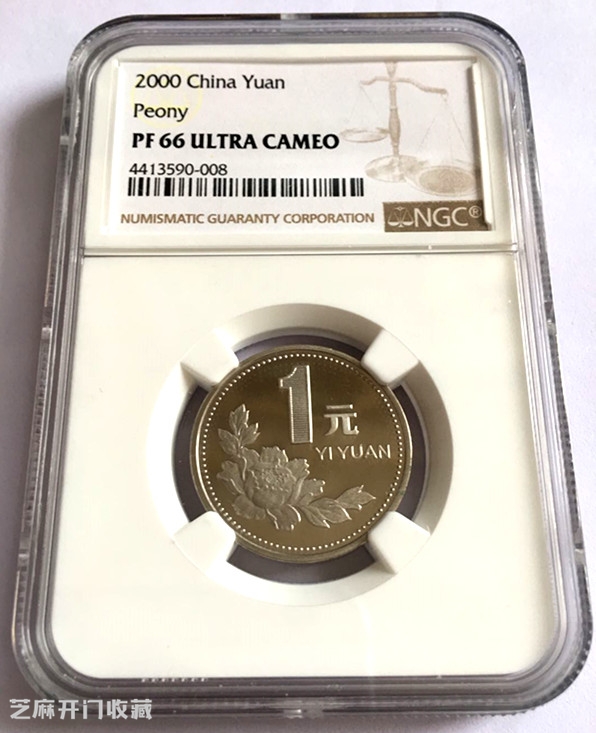 2000 China Yuan
Peony
PF 66 ULTRA CAMEO
4413590-008
NUMISMATIC GUARANTY CORPORATION NGC®
1元
YI YUAN
芝麻开门收藏